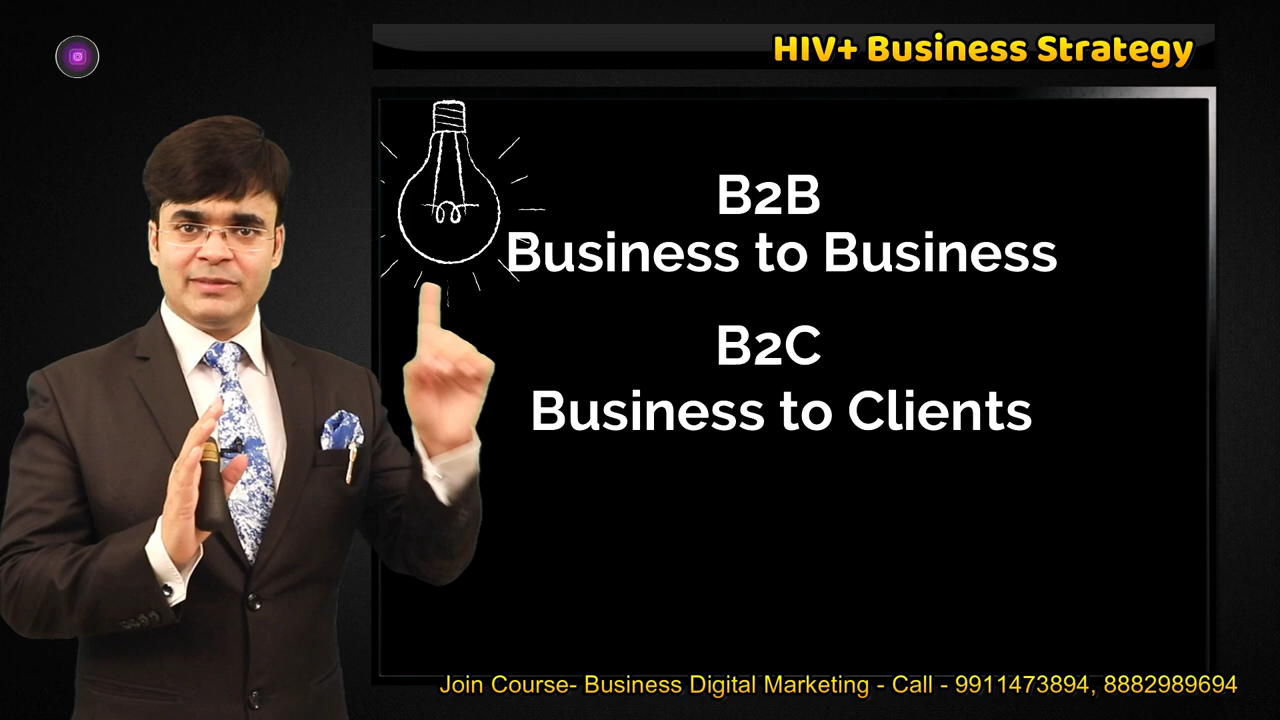 HIV+ Business Strategy
B2B
Business to Business
B2C
Business to Clients
Join Course- Business Digital Marketing - Call - 9911473894, 8882989694